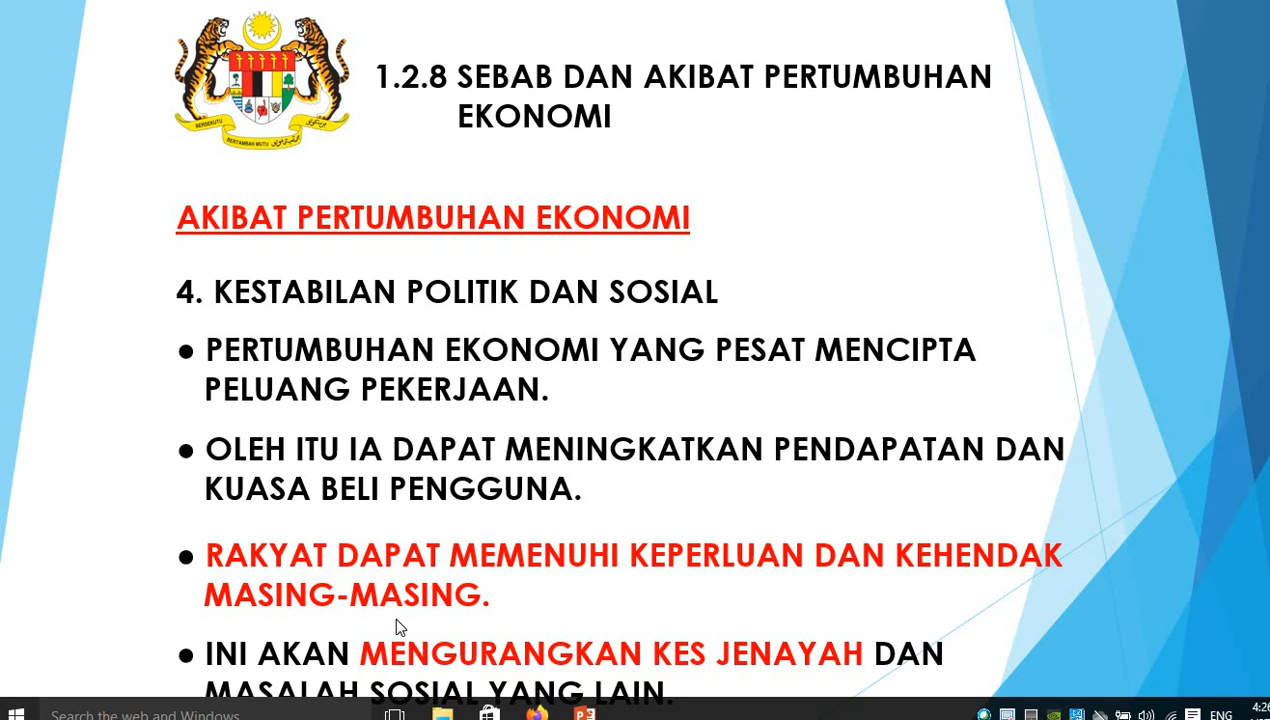 1.2.8 SEBAB DAN AKIBAT PERTUMBUHAN
EKONOMI
BERSEKUTU
BERTAMBAH MUTU
AKIBAT PERTUMBUHAN EKONOMI
4. KESTABILAN POLITIK DAN SOSIAL
● PERTUMBUHAN EKONOMI YANG PESAT MENCIPTA
PELUANG PEKERJAAN.
● OLEH ITU IA DAPAT MENINGKATKAN PENDAPATAN DAN
KUASA BELI PENGGUNA.
● RAKYAT DAPAT MEMENUHI KEPERLUAN DAN KEHENDAK
MASING-MASING.
● INI AKAN MENGURANGKAN KES JENAYAH DAN
MASALAH SOSIAL YANG LAIN.
Search the web and Windows
ENG